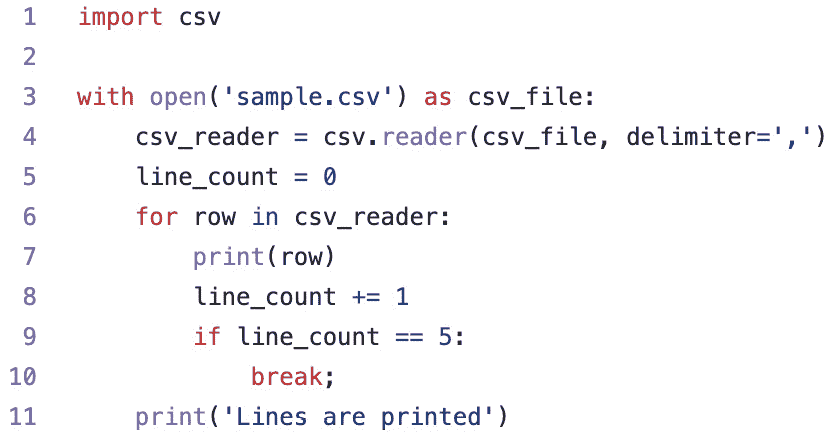 1 import csv
2
3 with open('sample.csv') as csv_file:
4     csv_reader = csv.reader(csv_file, delimiter=',')
5     line_count = 0
6     for row in csv_reader:
7         print(row)
8         line_count += 1
9         if line_count == 5:
10             break;
11     print('Lines are printed')